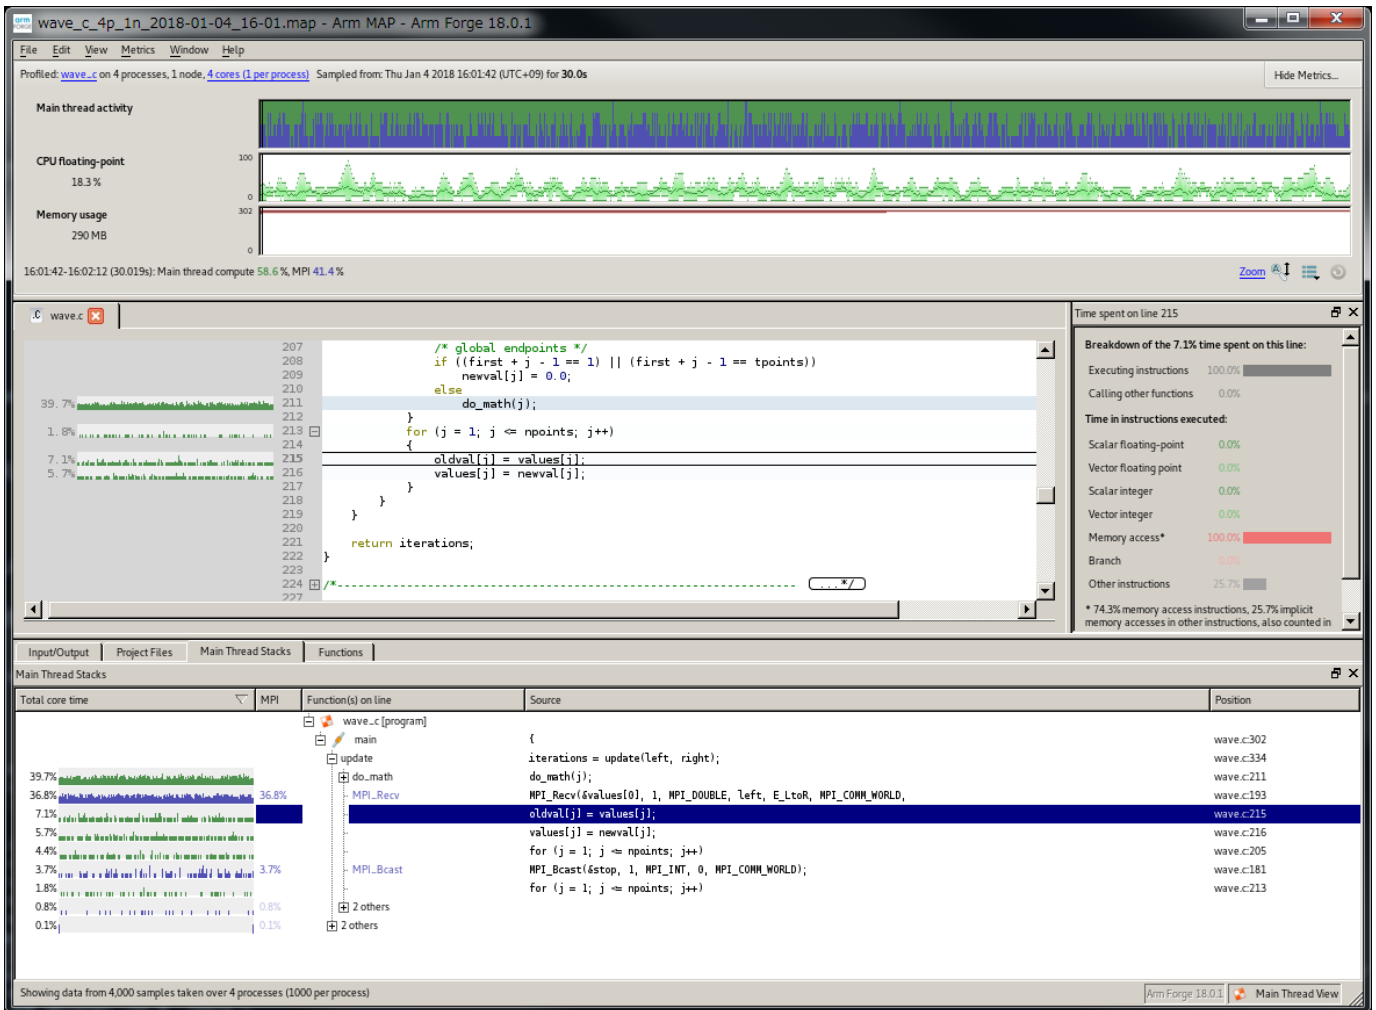 wave_c_4p_1n_2018-01-04_16-01.map - Arm MAP - Arm Forge 18.0.1
File Edit View Metrics Window Help
Profiled: wave_c on 4 processes, 1 node, 4 cores (1 per process) Sampled from: Thu Jan 4 2018 16:01:42 (UTC+09) for 30.0s
Hide Metrics...
Main thread activity
CPU floating-point
18.3 %
100
0
Memory usage
290 MB
302
0
16:01:42-16:02:12 (30.019s): Main thread compute 58.6 %, MPI 41.4 %
Zoom
.C wave.c
207 /* global endpoints */
208 if ((first + j - 1 == 1) || (first + j - 1 == tpoints))
209 newval[j] = 0.0;
210 else
39.7% 211 do_math(j);
212 }
1.8% 213 for (j = 1; j <= npoints; j++)
214 {
7.1% 215 oldval[j] = values[j];
5.7% 216 values[j] = newval[j];
217 }
218 }
219 }
220
221 return iterations;
222 }
223
224 /*----------------------------------------------------------------- ...*/
227
Time spent on line 215
Breakdown of the 7.1% time spent on this line:
Executing instructions 100.0%
Calling other functions 0.0%
Time in instructions executed:
Scalar floating-point 0.0%
Vector floating point 0.0%
Scalar integer 0.0%
Vector integer 0.0%
Memory access* 100.0%
Branch 0.0%
Other instructions 25.7%
* 74.3% memory access instructions, 25.7% implicit
memory accesses in other instructions, also counted in
Input/Output Project Files Main Thread Stacks Functions
Main Thread Stacks
Total core time MPI Function(s) on line Source Position
wave_c [program]
main { wave.c:302
update iterations = update(left, right); wave.c:334
39.7% do_math do_math(j); wave.c:211
36.8% 36.8% MPI_Recv MPI_Recv(&values[0], 1, MPI_DOUBLE, left, E_LtoR, MPI_COMM_WORLD, wave.c:193
7.1% oldval[j] = values[j]; wave.c:215
5.7% values[j] = newval[j]; wave.c:216
4.4% for (j = 1; j <= npoints; j++) wave.c:205
3.7% 3.7% MPI_Bcast MPI_Bcast(&stop, 1, MPI_INT, 0, MPI_COMM_WORLD); wave.c:181
1.8% for (j = 1; j <= npoints; j++) wave.c:213
0.8% 0.8% 2 others
0.1% 0.1% 2 others
Showing data from 4,000 samples taken over 4 processes (1000 per process)
Arm Forge 18.0.1 Main Thread View